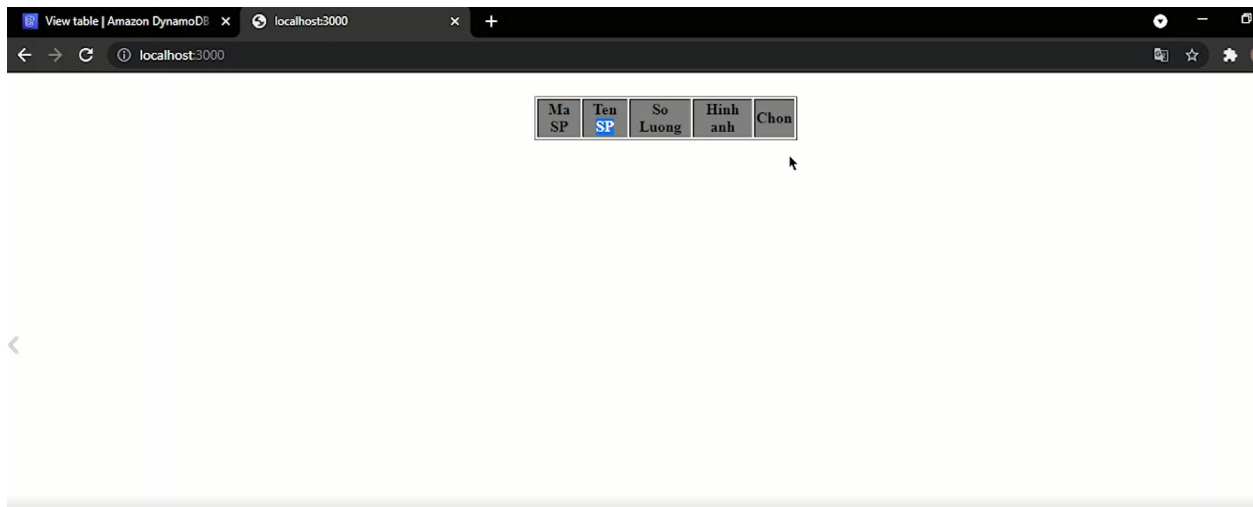 View table | Amazon DynamoDB
localhost:3000
localhost:3000
Ma SP
Ten SP
So Luong
Hinh anh
Chon